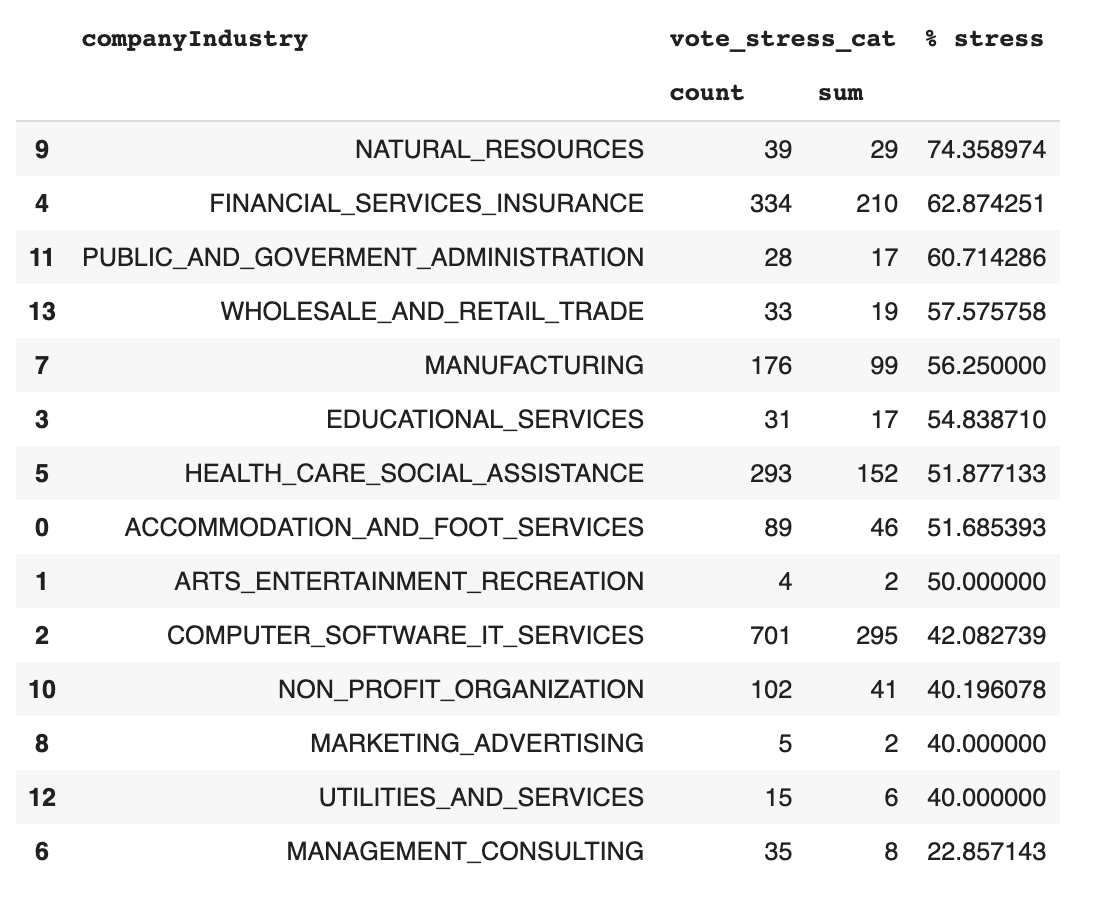 companyIndustry vote_stress_cat % stress
count sum
9 NATURAL_RESOURCES 39 29 74.358974
4 FINANCIAL_SERVICES_INSURANCE 334 210 62.874251
11 PUBLIC_AND_GOVERMENT_ADMINISTRATION 28 17 60.714286
13 WHOLESALE_AND_RETAIL_TRADE 33 19 57.575758
7 MANUFACTURING 176 99 56.250000
3 EDUCATIONAL_SERVICES 31 17 54.838710
5 HEALTH_CARE_SOCIAL_ASSISTANCE 293 152 51.877133
0 ACCOMMODATION_AND_FOOT_SERVICES 89 46 51.685393
1 ARTS_ENTERTAINMENT_RECREATION 4 2 50.000000
2 COMPUTER_SOFTWARE_IT_SERVICES 701 295 42.082739
10 NON_PROFIT_ORGANIZATION 102 41 40.196078
8 MARKETING_ADVERTISING 5 2 40.000000
12 UTILITIES_AND_SERVICES 15 6 40.000000
6 MANAGEMENT_CONSULTING 35 8 22.857143